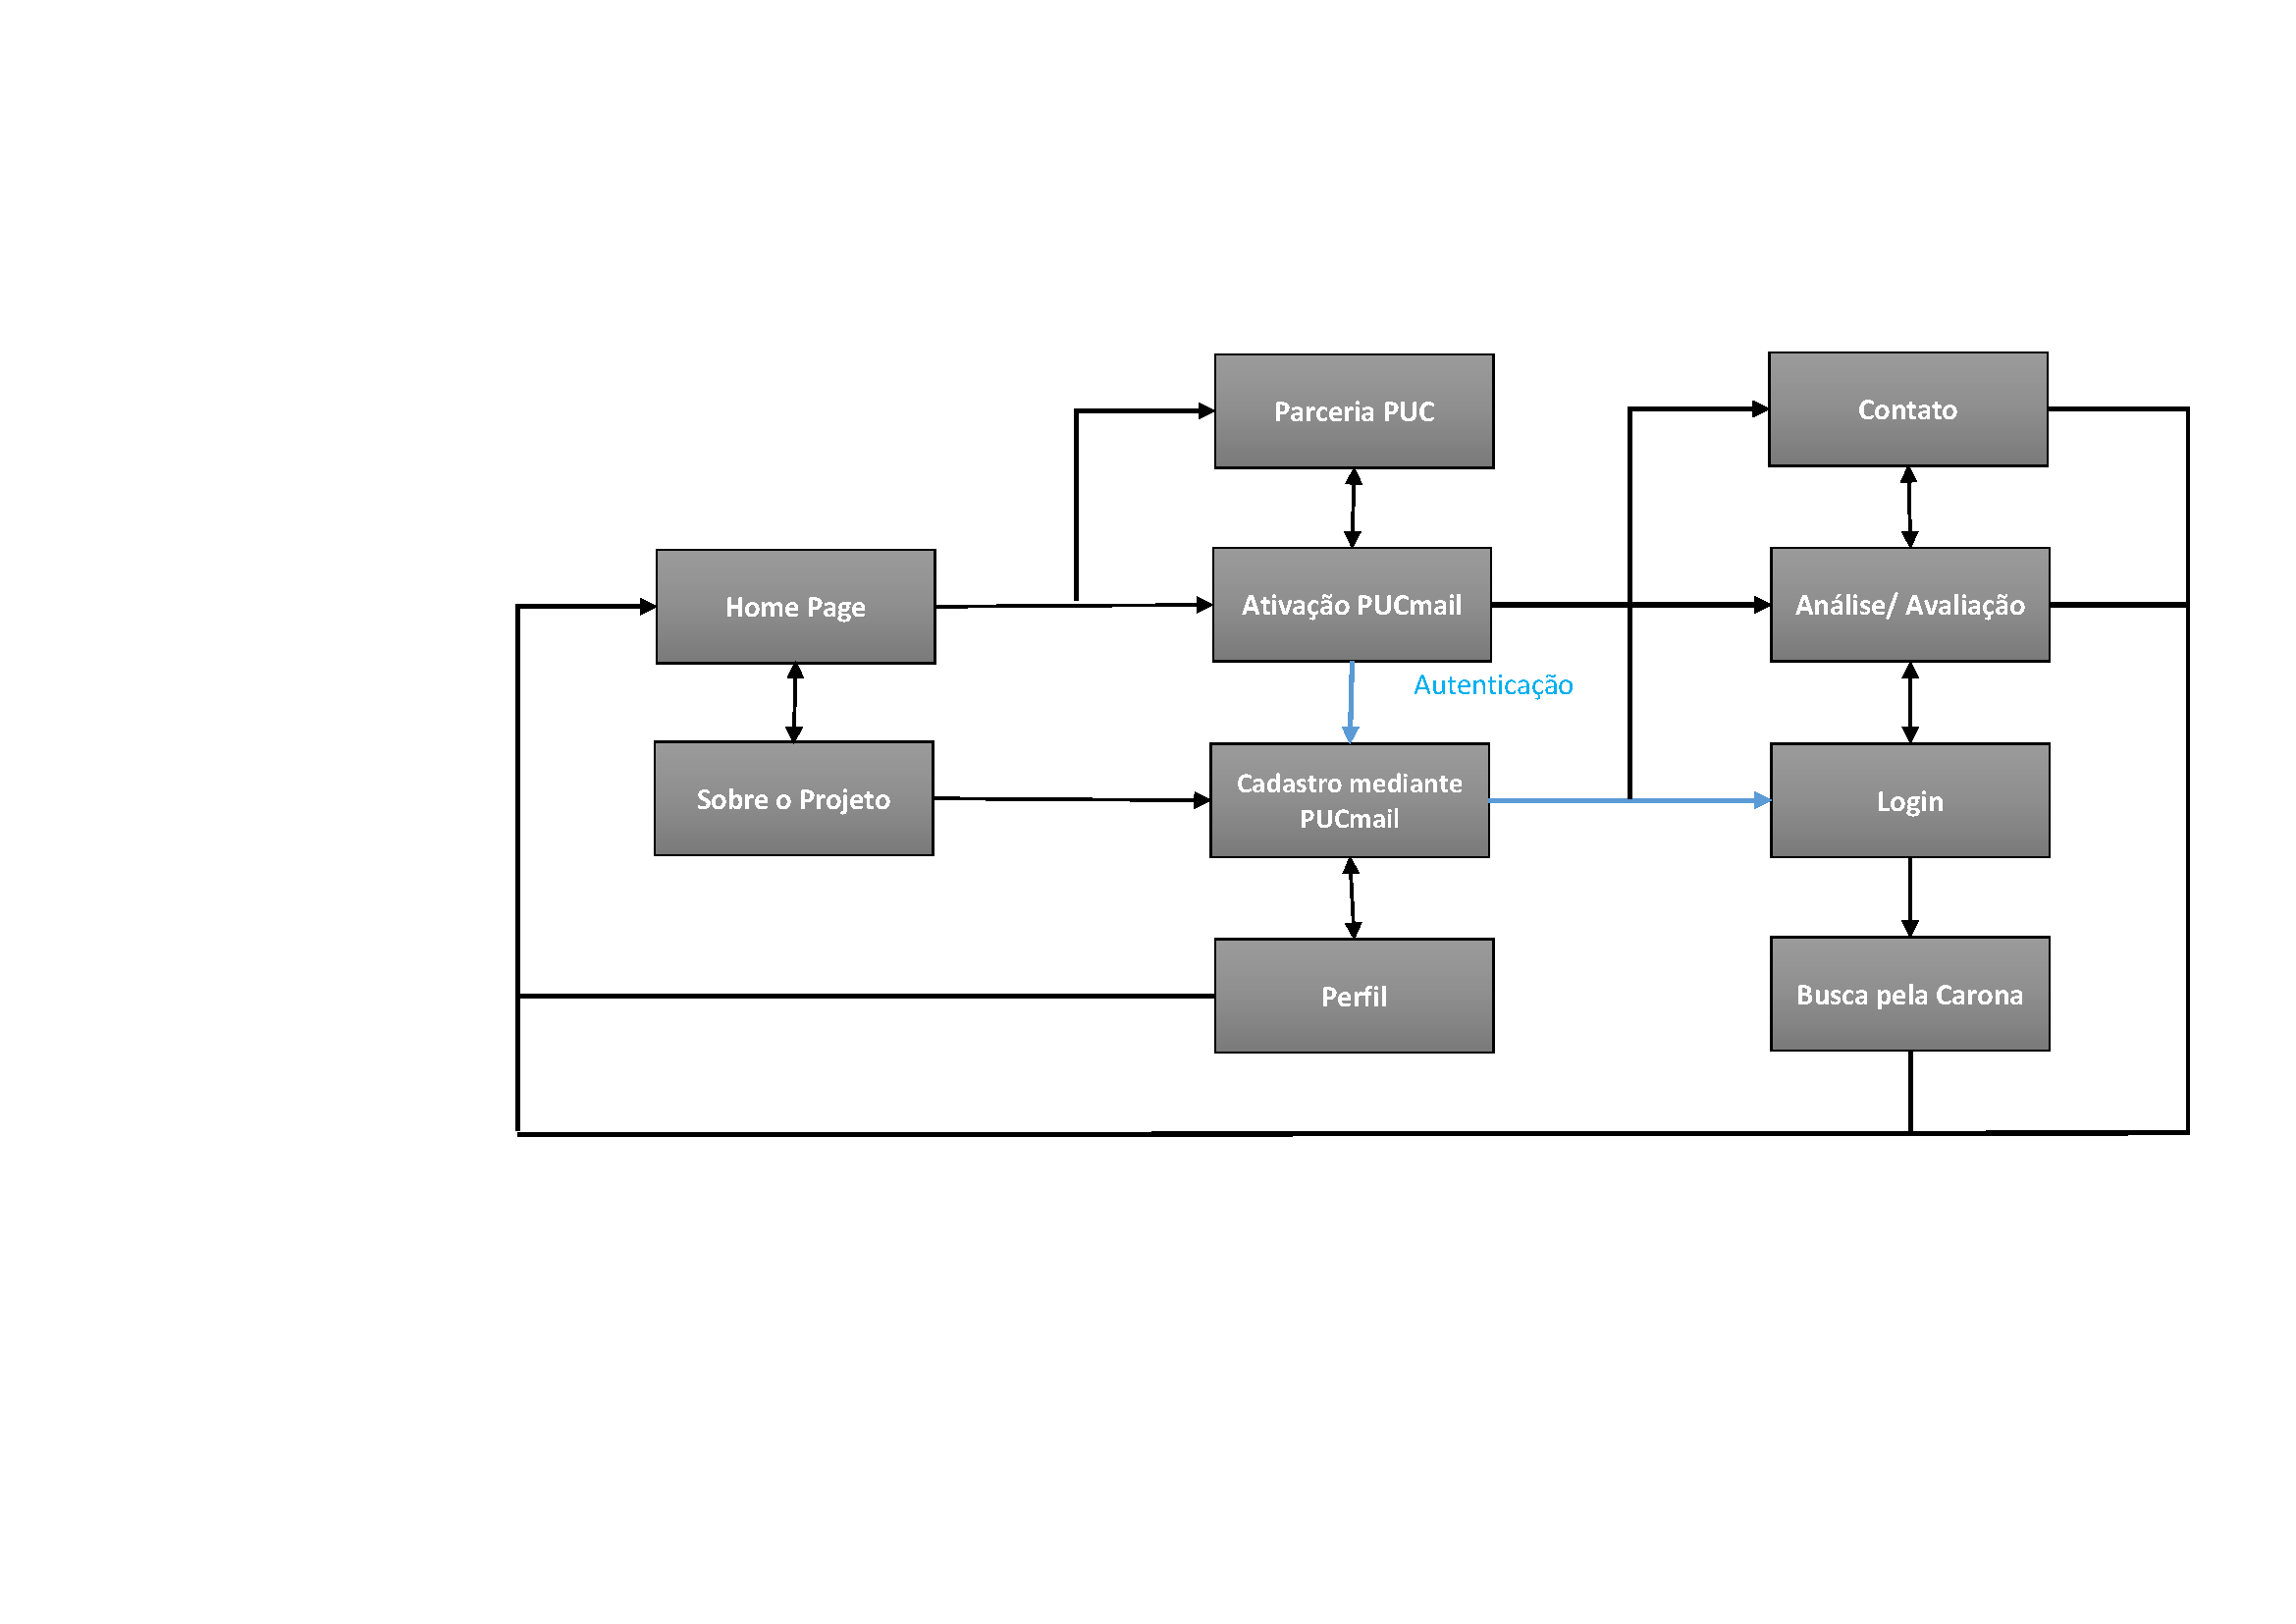 Parceria PUC
Contato
Home Page
Ativação PUCmail
Análise/ Avaliação
Autenticação
Sobre o Projeto
Cadastro mediante
PUCmail
Login
Perfil
Busca pela Carona